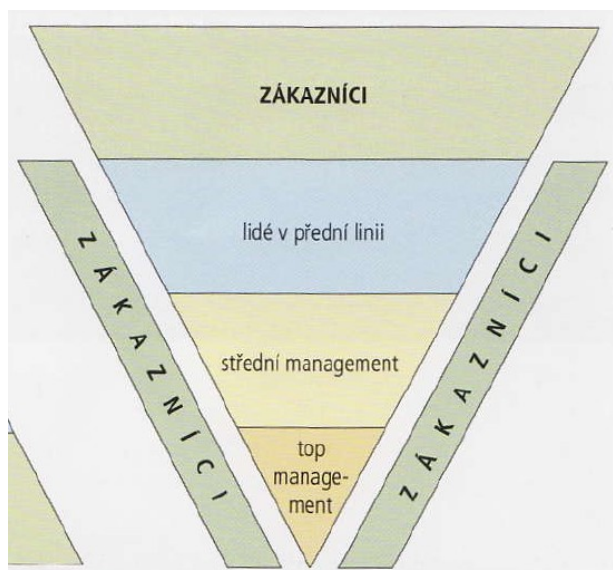 ZÁKAZNÍCI
lidé v přední linii
střední management
top
manage-
ment
ZÁKAZNÍCI
ZÁKAZNÍCI